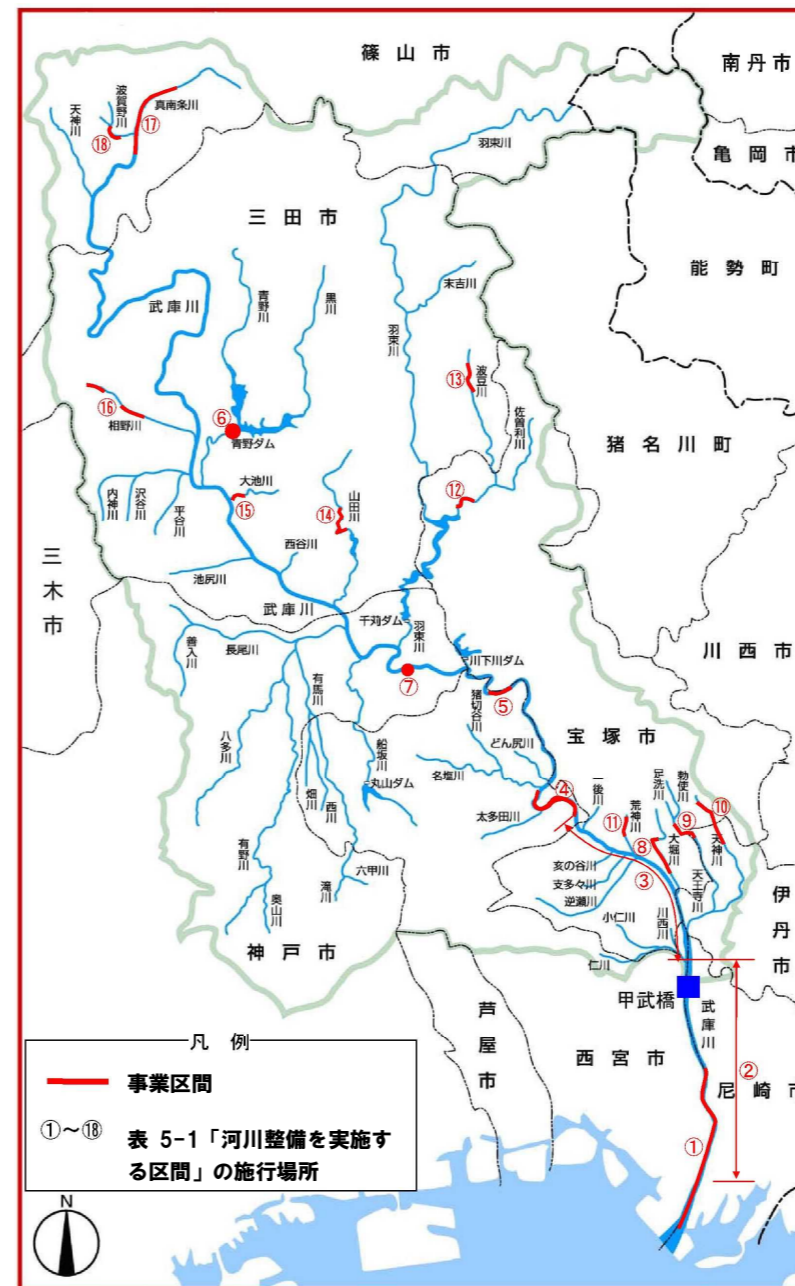 篠山市
南丹市
亀岡市
能勢町
猪名川町
川西市
伊丹市
尼崎市
三田市
三木市
宝塚市
神戸市
芦屋市
西宮市
天神川
波賀野川
真南条川
⑱
⑰
羽束川
武庫川
青野川
黒川
羽束川
末吉川
⑬
波豆川
佐曽利川
⑯
相野川
⑥
青野ダム
大池川
⑮
⑫
内神川
沢谷川
平谷川
⑭
山田川
西谷川
池尻川
武庫川
千苅ダム
羽束川
川下川ダム
善入川
長尾川
有馬川
⑦
⑤
猪切谷川
どん尻川
八多川
船坂川
名塩川
丸山ダム
畑川
西川
④
太多田川
一後川
荒神川
⑪
足洗川
勅使川
⑩
⑧
⑨
大堀川
天神川
有野川
六甲川
滝川
奥山川
亥の谷川
支多々川
逆瀬川
③
天王寺川
小仁川
川西川
仁川
甲武橋
武庫川
②
①
凡 例
事業区間
①~⑱ 表 5-1「河川整備を実施す
る区間」の施行場所
N